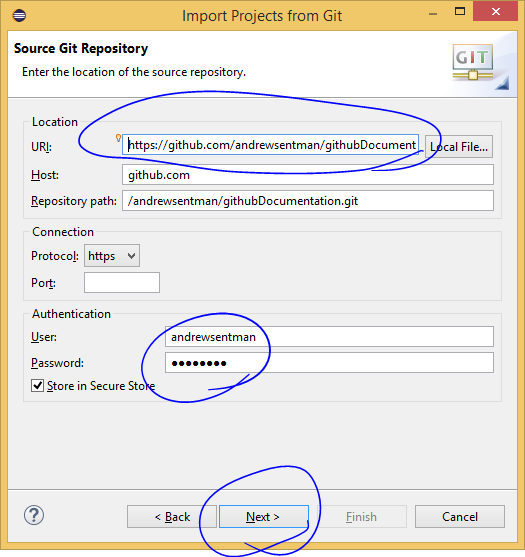 Import Projects from Git
Source Git Repository
Enter the location of the source repository.
GIT
Location
URI:
https://github.com/andrewsentman/githubDocument
Local File...
Host:
github.com
Repository path:
/andrewsentman/githubDocumentation.git
Connection
Protocol:
https
Port:
Authentication
User:
andrewsentman
Password:
●●●●●●●●
Store in Secure Store
?
< Back
Next >
Finish
Cancel